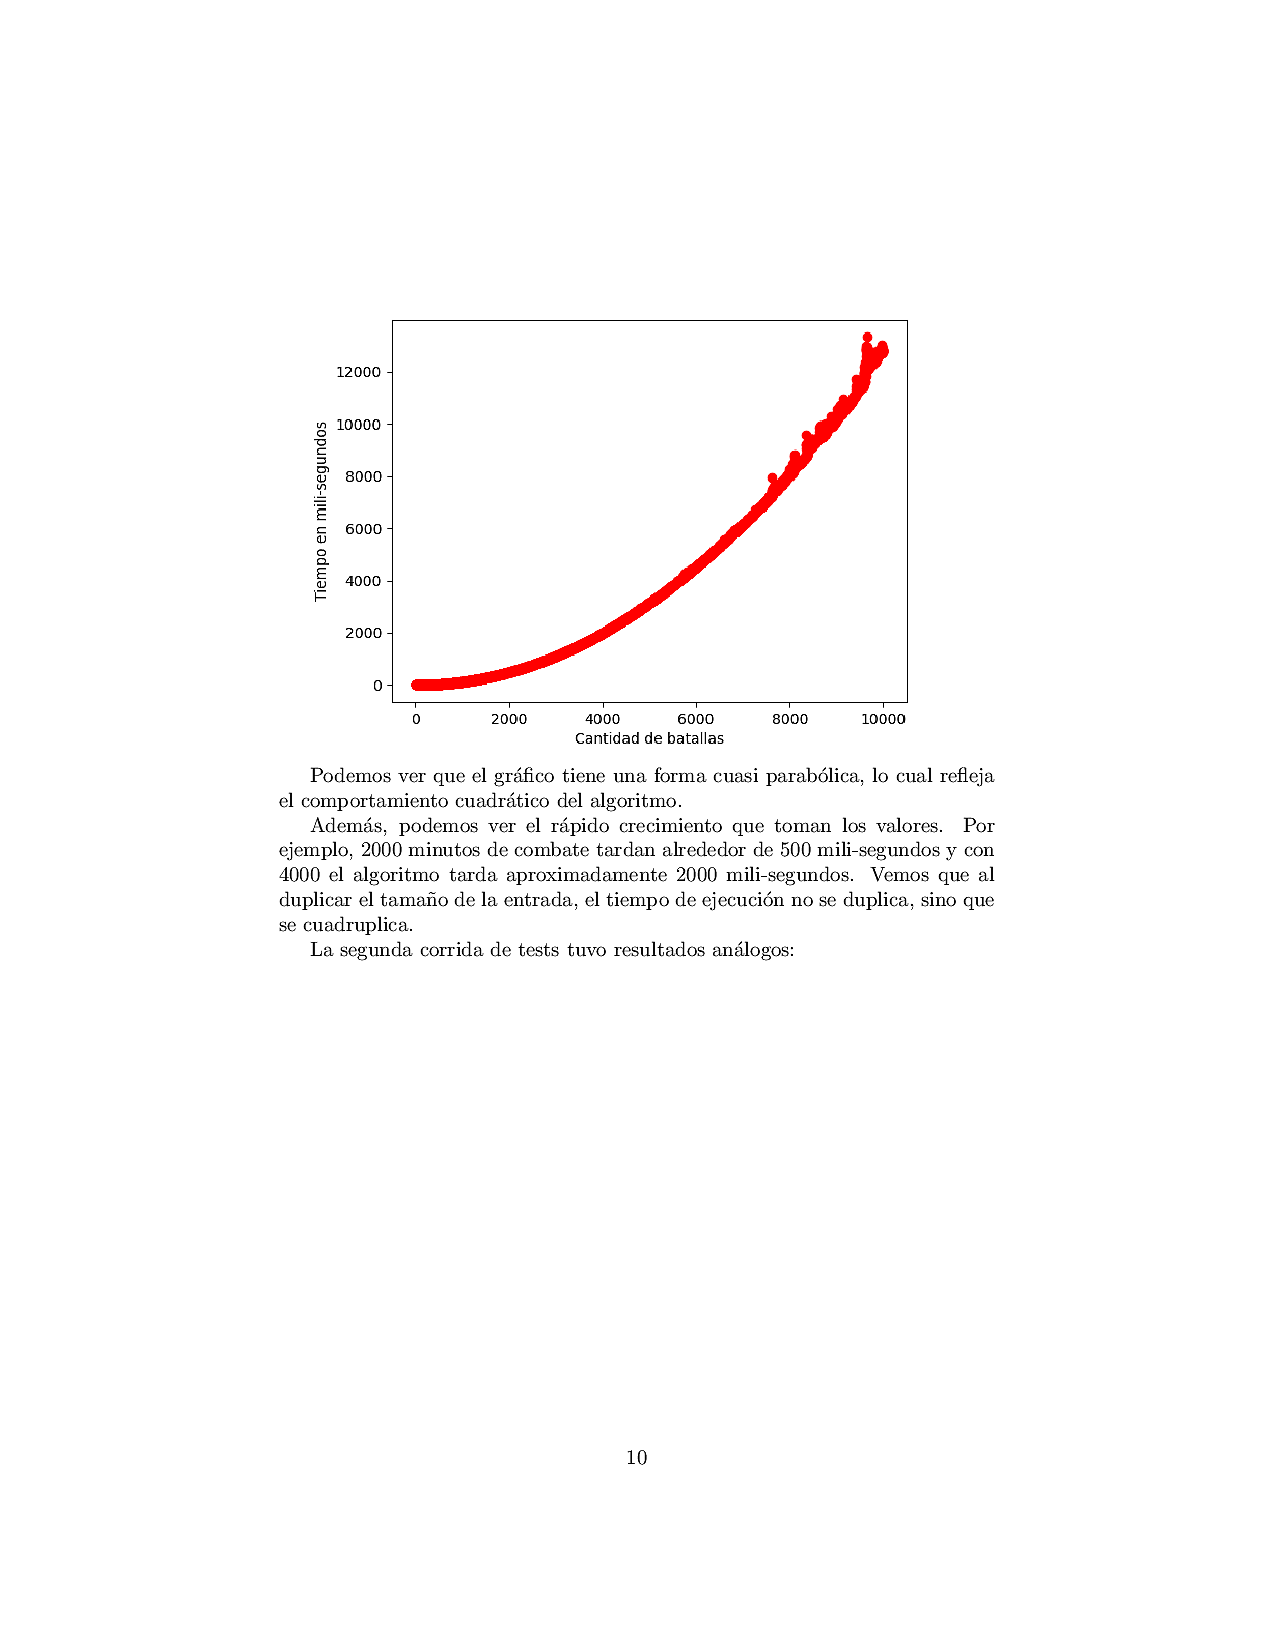 12000
10000
8000
6000
4000
2000
0
Tiempo en mili-segundos
0 2000 4000 6000 8000 10000
Cantidad de batallas
Podemos ver que el gráfico tiene una forma cuasi parabólica, lo cual refleja
el comportamiento cuadrático del algoritmo.
Además, podemos ver el rápido crecimiento que toman los valores. Por
ejemplo, 2000 minutos de combate tardan alrededor de 500 mili-segundos y con
4000 el algoritmo tarda aproximadamente 2000 mili-segundos. Vemos que al
duplicar el tamaño de la entrada, el tiempo de ejecución no se duplica, sino que
se cuadruplica.
La segunda corrida de tests tuvo resultados análogos:
10